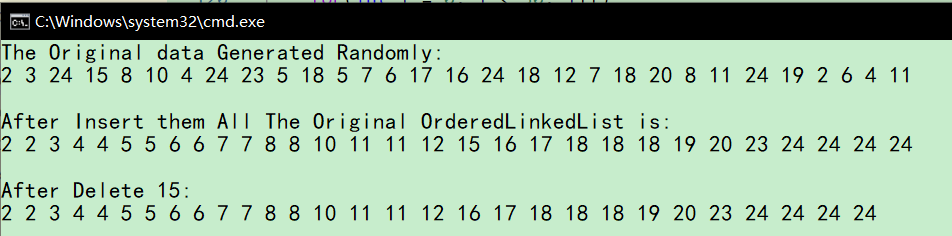 C:\Windows\system32\cmd.exe
The Original data Generated Randomly:
2 3 24 15 8 10 4 24 23 5 18 5 7 6 17 16 24 18 12 7 18 20 8 11 24 19 2 6 4 11
After Insert them All The Original OrderedLinkedList is:
2 2 3 4 4 5 5 6 6 7 7 8 8 10 11 11 12 15 16 17 18 18 18 19 20 23 24 24 24 24
After Delete 15:
2 2 3 4 4 5 5 6 6 7 7 8 8 10 11 11 12 16 17 18 18 18 19 20 23 24 24 24 24